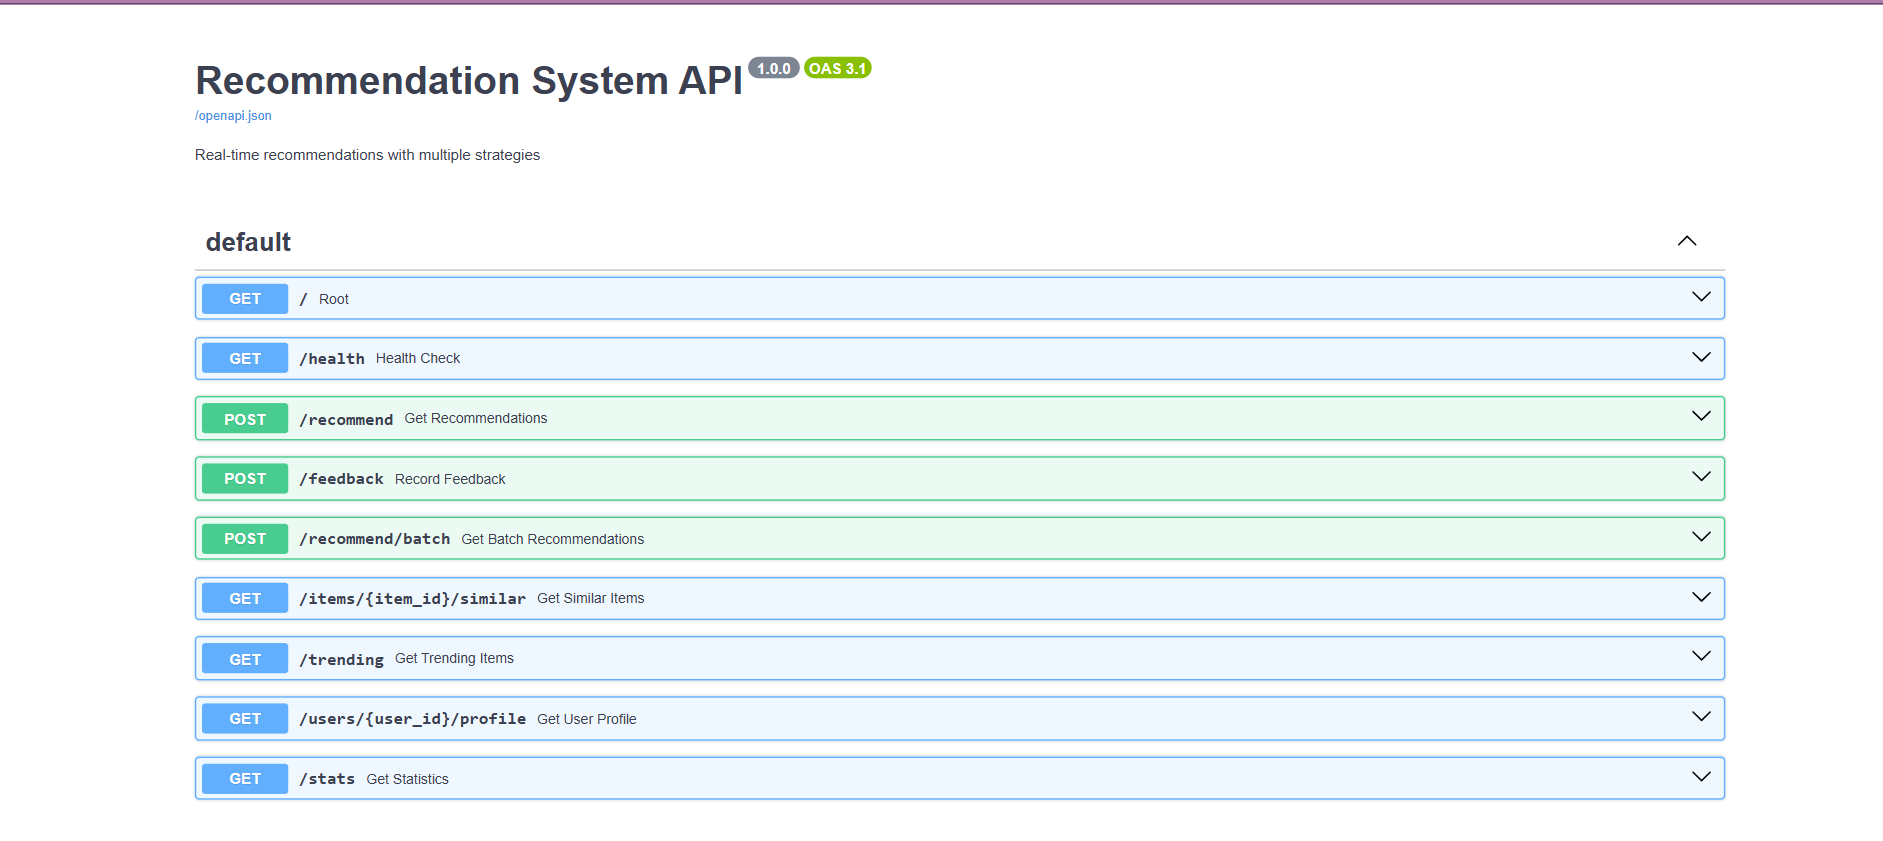 Recommendation System API 1.0.0 OAS 3.1
/openapi.json
Real-time recommendations with multiple strategies
default
GET / Root
GET /health Health Check
POST /recommend Get Recommendations
POST /feedback Record Feedback
POST /recommend/batch Get Batch Recommendations
GET /items/{item_id}/similar Get Similar Items
GET /trending Get Trending Items
GET /users/{user_id}/profile Get User Profile
GET /stats Get Statistics